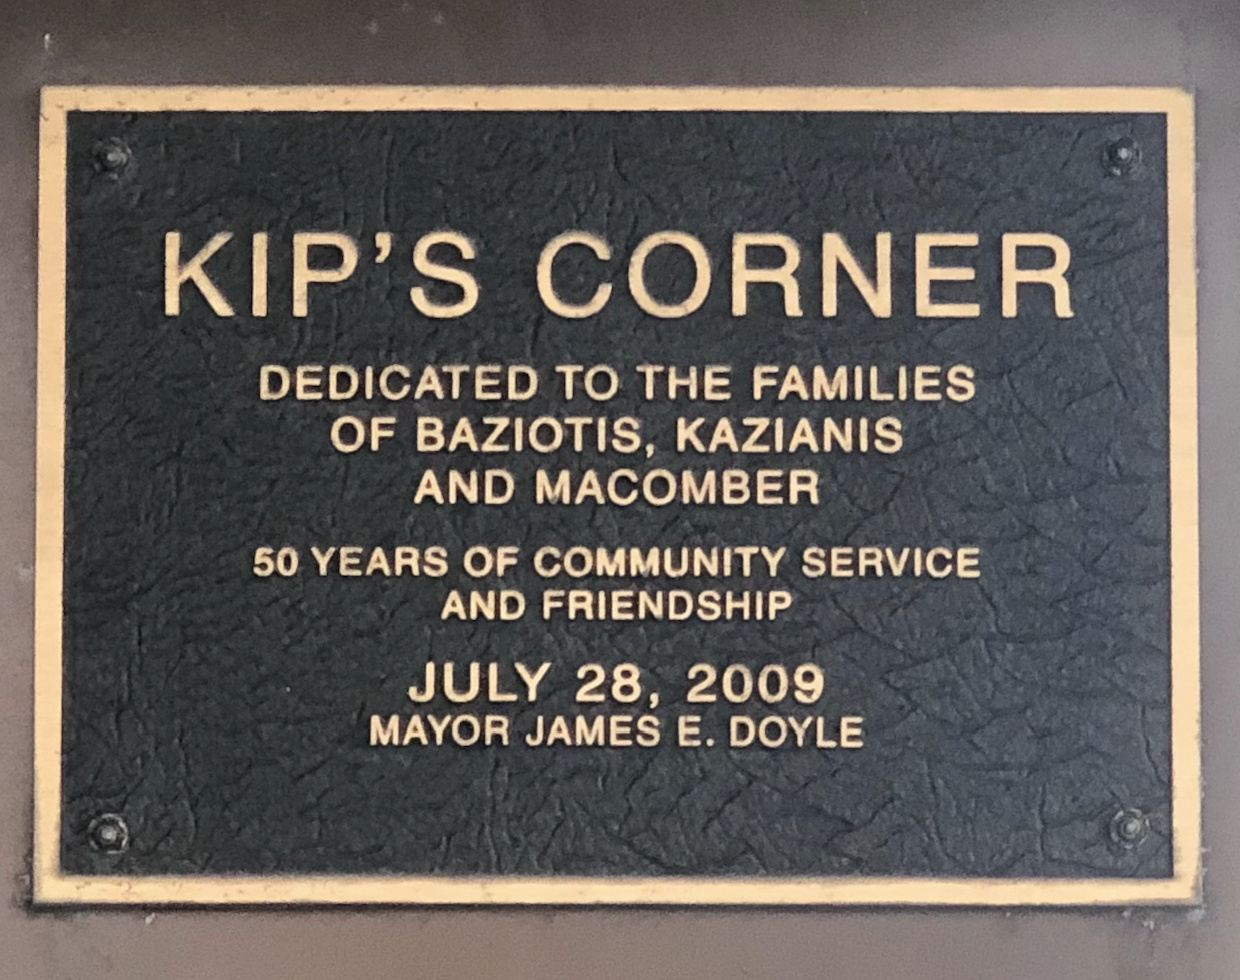 KIP'S CORNER
DEDICATED TO THE FAMILIES
OF BAZIOTIS, KAZIANIS
AND MACOMBER
50 YEARS OF COMMUNITY SERVICE
AND FRIENDSHIP
JULY 28, 2009
MAYOR JAMES E. DOYLE